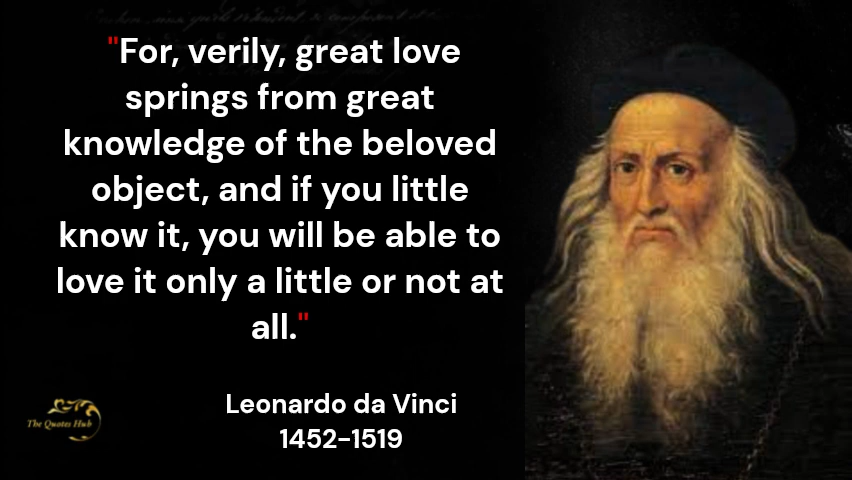 "For, verily, great love
springs from great
knowledge of the beloved
object, and if you little
know it, you will be able to
love it only a little or not at
all."
Leonardo da Vinci
1452-1519
The Quotes Hub